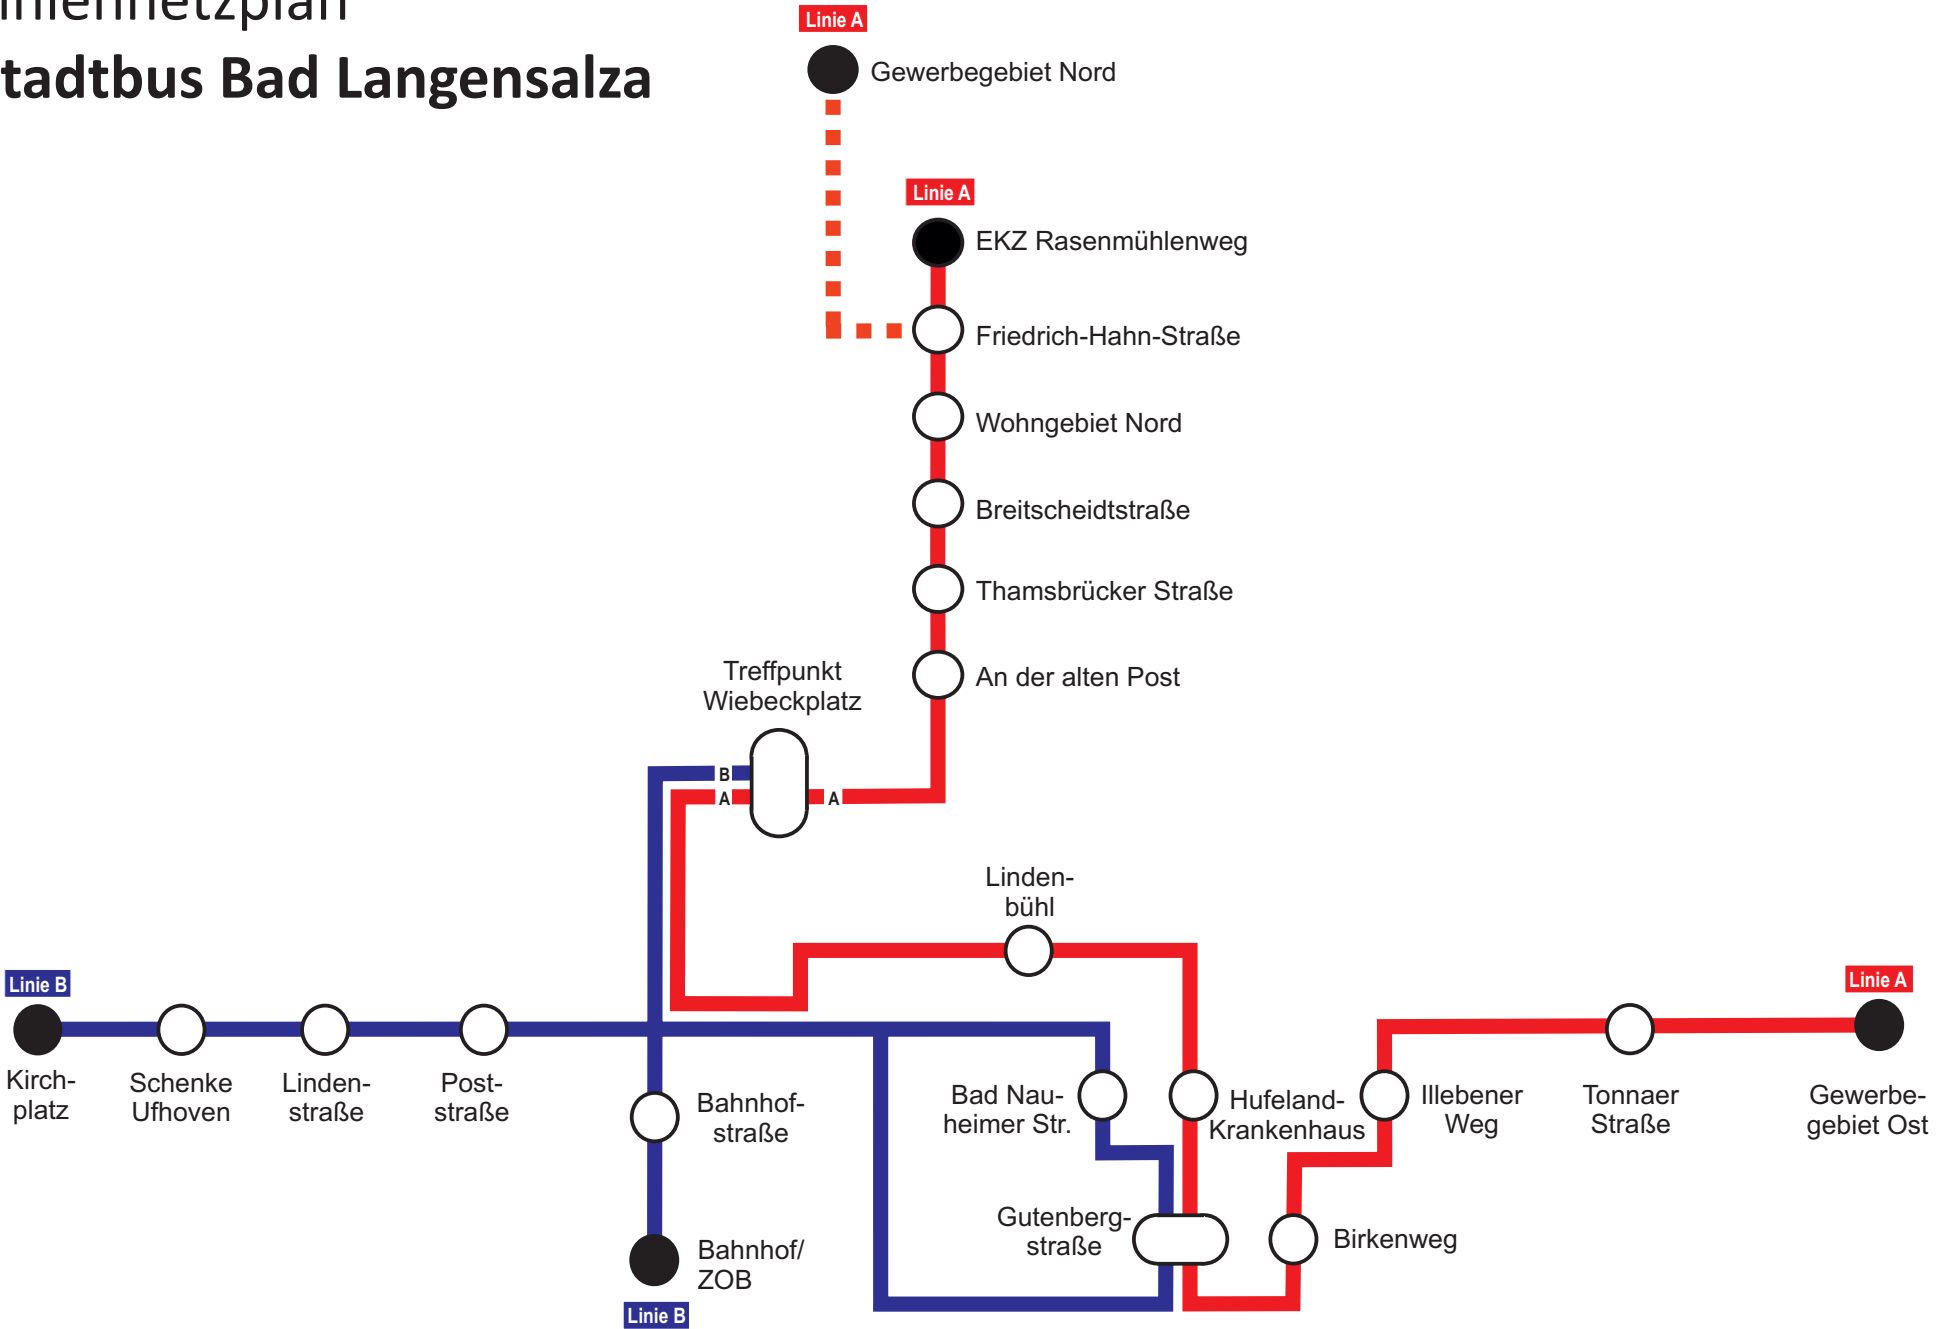 tadtbus Bad Langensalza
Linie A
Gewerbegebiet Nord
Linie A
EKZ Rasenmühlenweg
Friedrich-Hahn-Straße
Wohngebiet Nord
Breitscheidtstraße
Thamsbrücker Straße
An der alten Post
Treffpunkt
Wiebeckplatz
B
A
A
Linden-
bühl
Linie B
Kirch-
platz
Schenke
Ufhoven
Linden-
straße
Post-
straße
Bahnhof-
straße
Bahnhof/
ZOB
Linie B
Bad Nau-
heimer Str.
Hufeland-
Krankenhaus
Gutenberg-
straße
Birkenweg
Illebener
Weg
Tonnaer
Straße
Linie A
Gewerbe-
gebiet Ost